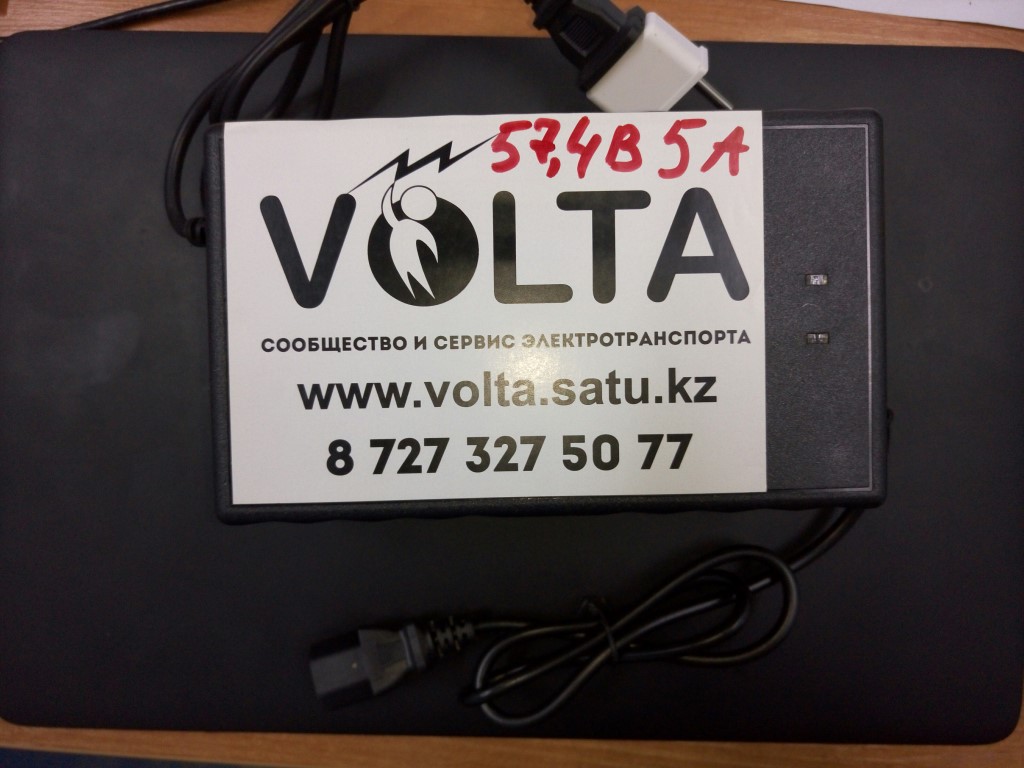 57,4В 5А
VOLTA
СООБЩЕСТВО И СЕРВИС ЭЛЕКТРОТРАНСПОРТА
www.volta.satu.kz
8 727 327 50 77